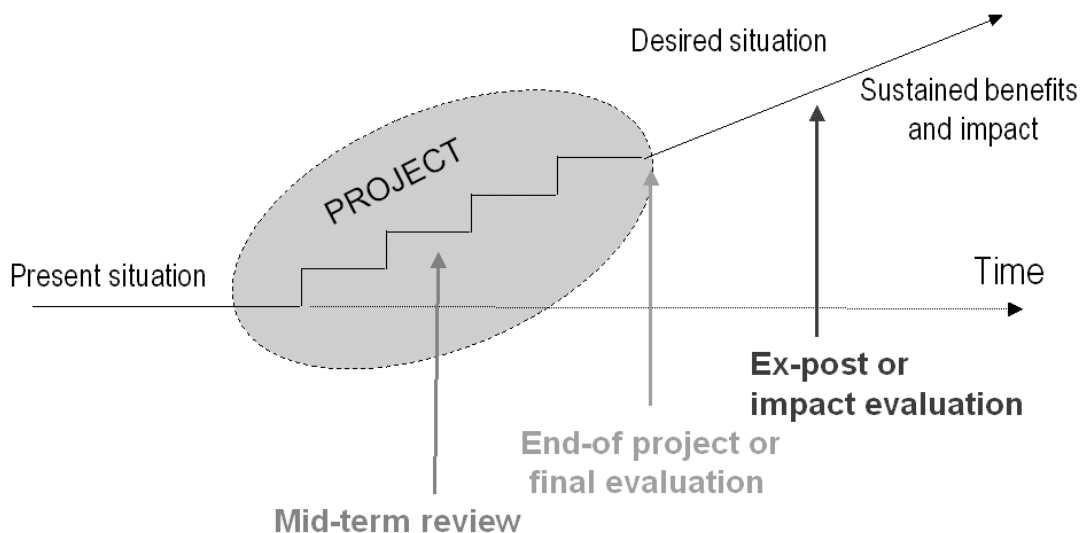 Desired situation
Sustained benefits
and impact
PROJECT
Present situation
Time
Ex-post or
impact evaluation
End-of project or
final evaluation
Mid-term review